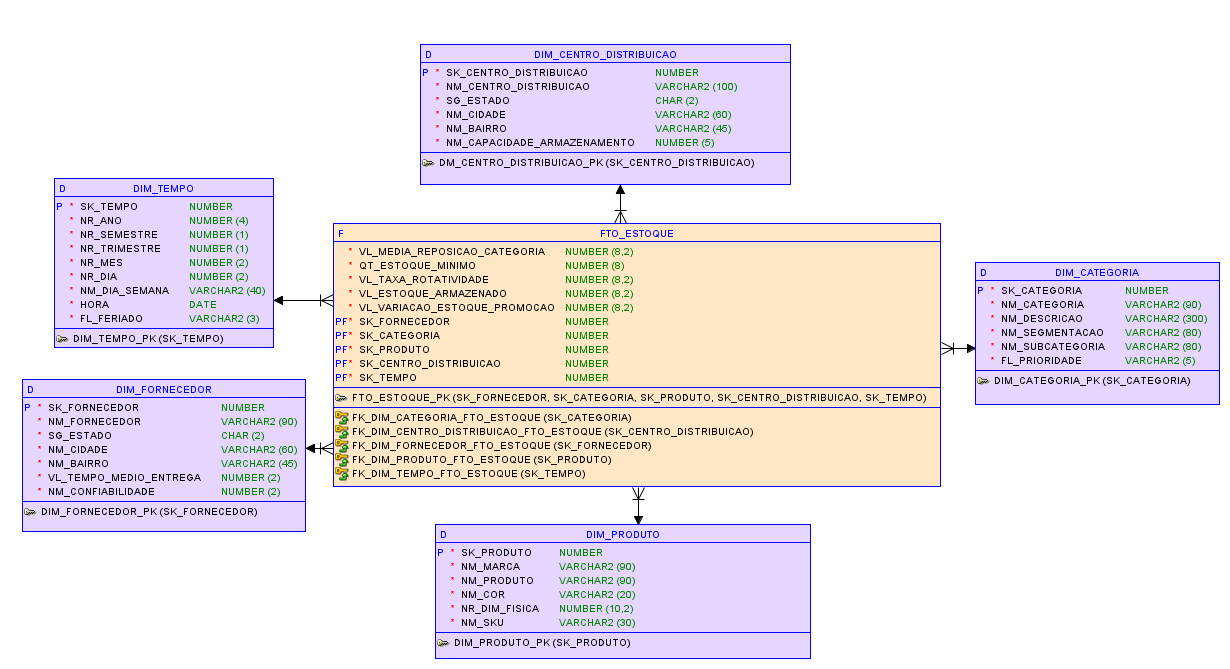 D DIM_CENTRO_DISTRIBUICAO
P * SK_CENTRO_DISTRIBUICAO NUMBER
* NM_CENTRO_DISTRIBUICAO VARCHAR2 (100)
* SG_ESTADO CHAR (2)
* NM_CIDADE VARCHAR2 (60)
* NM_BAIRRO VARCHAR2 (45)
* NM_CAPACIDADE_ARMAZENAMENTO NUMBER (5)
DM_CENTRO_DISTRIBUICAO_PK (SK_CENTRO_DISTRIBUICAO)
D DIM_TEMPO
P * SK_TEMPO NUMBER
* NR_ANO NUMBER (4)
* NR_SEMESTRE NUMBER (1)
* NR_TRIMESTRE NUMBER (1)
* NR_MES NUMBER (2)
* NR_DIA NUMBER (2)
* NM_DIA_SEMANA VARCHAR2 (40)
* HORA DATE
* FL_FERIADO VARCHAR2 (3)
DIM_TEMPO_PK (SK_TEMPO)
F FTO_ESTOQUE
* VL_MEDIA_REPOSICAO_CATEGORIA NUMBER (8,2)
* QT_ESTOQUE_MINIMO NUMBER (8)
* VL_TAXA_ROTATIVIDADE NUMBER (8,2)
* VL_ESTOQUE_ARMAZENADO NUMBER (8,2)
* VL_VARIACAO_ESTOQUE_PROMOCAO NUMBER (8,2)
PF* SK_FORNECEDOR NUMBER
PF* SK_CATEGORIA NUMBER
PF* SK_PRODUTO NUMBER
PF* SK_CENTRO_DISTRIBUICAO NUMBER
PF* SK_TEMPO NUMBER
FTO_ESTOQUE_PK (SK_FORNECEDOR, SK_CATEGORIA, SK_PRODUTO, SK_CENTRO_DISTRIBUICAO, SK_TEMPO)
FK_DIM_CATEGORIA_FTO_ESTOQUE (SK_CATEGORIA)
FK_DIM_CENTRO_DISTRIBUICAO_FTO_ESTOQUE (SK_CENTRO_DISTRIBUICAO)
FK_DIM_FORNECEDOR_FTO_ESTOQUE (SK_FORNECEDOR)
FK_DIM_PRODUTO_FTO_ESTOQUE (SK_PRODUTO)
FK_DIM_TEMPO_FTO_ESTOQUE (SK_TEMPO)
D DIM_CATEGORIA
P * SK_CATEGORIA NUMBER
* NM_CATEGORIA VARCHAR2 (90)
* NM_DESCRICAO VARCHAR2 (300)
* NM_SEGMENTACAO VARCHAR2 (80)
* NM_SUBCATEGORIA VARCHAR2 (80)
* FL_PRIORIDADE VARCHAR2 (5)
DIM_CATEGORIA_PK (SK_CATEGORIA)
D DIM_FORNECEDOR
P * SK_FORNECEDOR NUMBER
* NM_FORNECEDOR VARCHAR2 (90)
* SG_ESTADO CHAR (2)
* NM_CIDADE VARCHAR2 (60)
* NM_BAIRRO VARCHAR2 (45)
* VL_TEMPO_MEDIO_ENTREGA NUMBER (2)
* NM_CONFIABILIDADE NUMBER (2)
DIM_FORNECEDOR_PK (SK_FORNECEDOR)
D DIM_PRODUTO
P * SK_PRODUTO NUMBER
* NM_MARCA VARCHAR2 (90)
* NM_PRODUTO VARCHAR2 (90)
* NM_COR VARCHAR2 (20)
* NR_DIM_FISICA NUMBER (10,2)
* NM_SKU VARCHAR2 (30)
DIM_PRODUTO_PK (SK_PRODUTO)